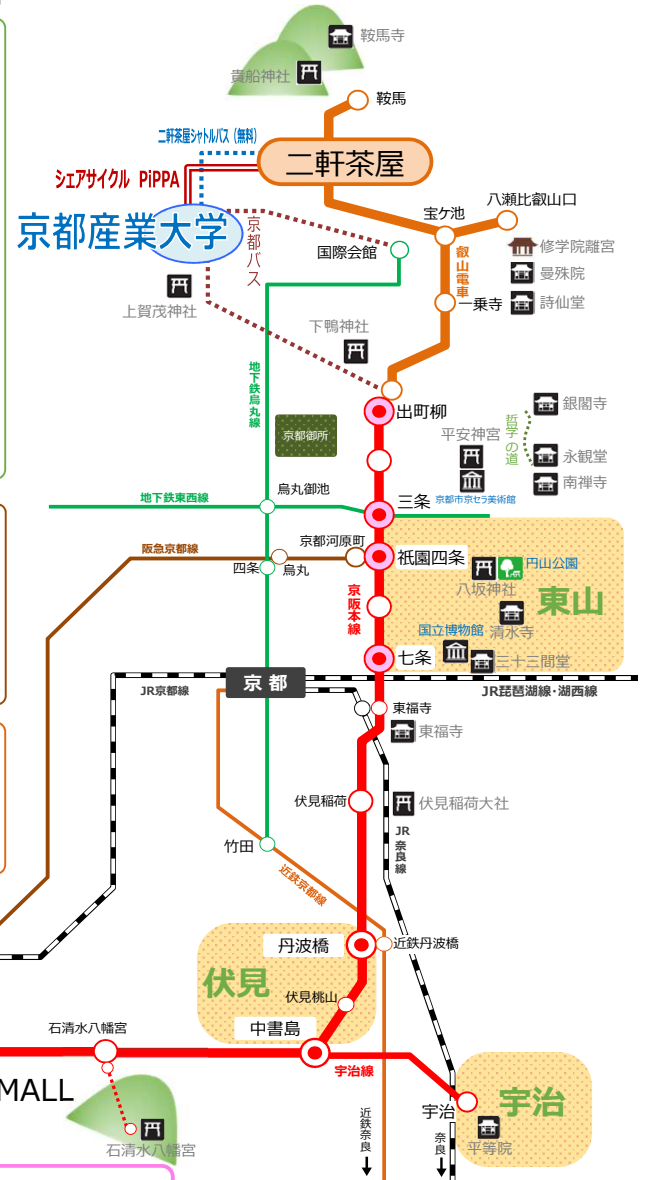 鞍馬寺
貴船神社
鞍馬
二軒茶屋シャトルバス（無料）
二軒茶屋
シェアサイクル PiPPA
京都産業大学
京都バス
八瀬比叡山口
宝ケ池
国際会館
叡山電車
修学院離宮
曼殊院
一乗寺
詩仙堂
上賀茂神社
下鴨神社
地下鉄烏丸線
出町柳
銀閣寺
哲学の道
京都御所
平安神宮
永観堂
南禅寺
烏丸御池
地下鉄東西線
三条
京都市京セラ美術館
京都河原町
阪急京都線
四条
烏丸
祇園四条
円山公園
八坂神社
東山
京阪本線
国立博物館
清水寺
七条
三十三間堂
京都
JR京都線
JR琵琶湖線・湖西線
東福寺
東福寺
伏見稲荷
伏見稲荷大社
JR奈良線
竹田
近鉄京都線
丹波橋
近鉄丹波橋
伏見
伏見桃山
中書島
石清水八幡宮
宇治線
MALL
宇治
宇治
近鉄奈良
奈良
平等院
石清水八幡宮